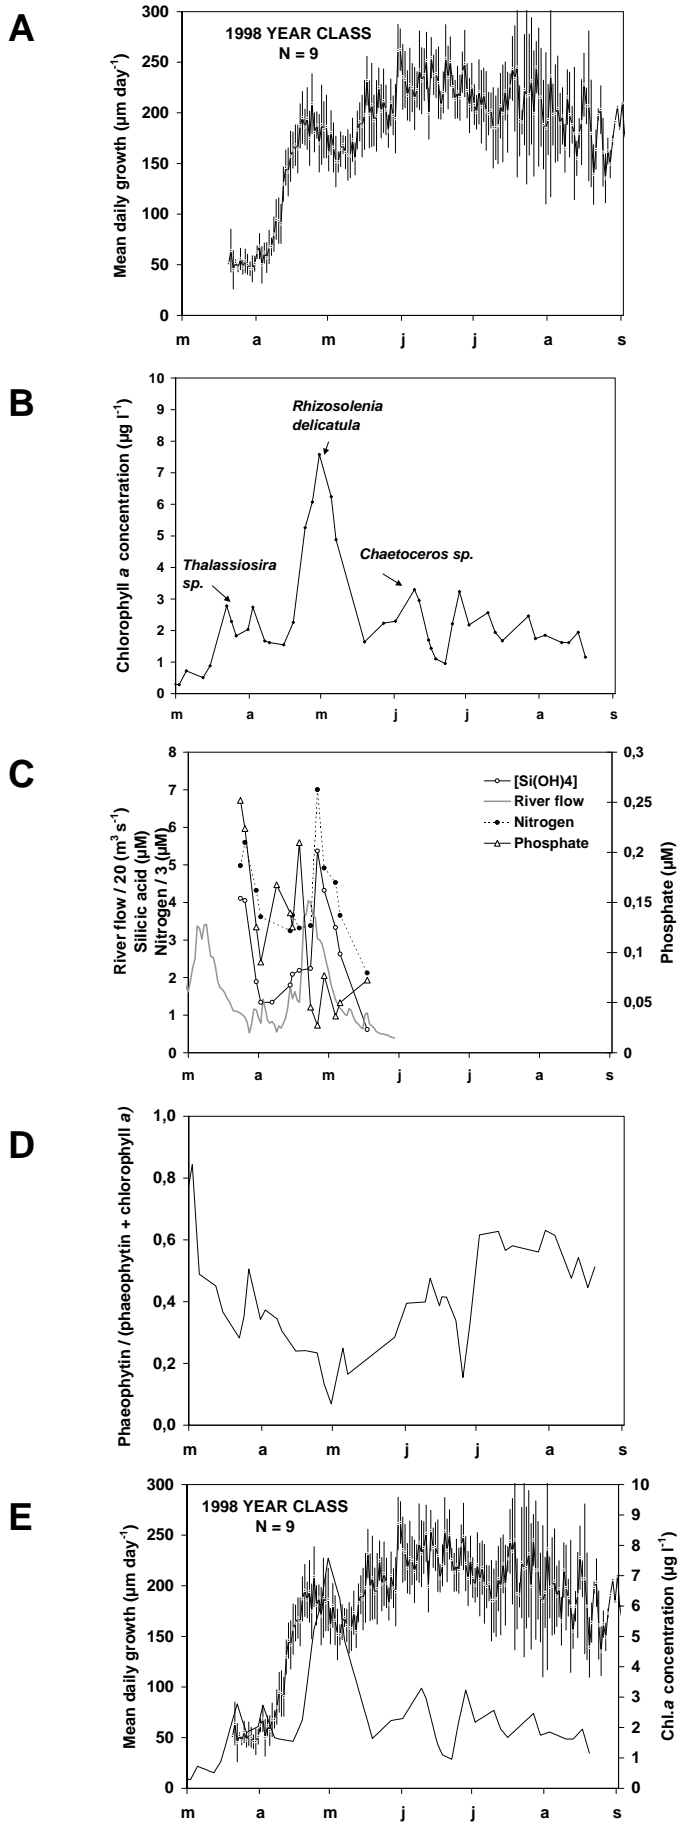 A
1998 YEAR CLASS
N = 9
Mean daily growth (µm day-1)
300
250
200
150
100
50
0
m a m j j a s
B
Rhizosolenia
delicatula
Thalassiosira
sp.
Chaetoceros sp.
Chlorophyll a concentration (µg l-1)
10
9
8
7
6
5
4
3
2
1
0
m a m j j a s
C
River flow / 20 (m3 s-1)
Silicic acid (µM)
Nitrogen / 3 (µM)
8
7
6
5
4
3
2
1
0
[Si(OH)4]
River flow
Nitrogen
Phosphate
0,3
0,25
0,2
0,15
0,1
0,05
0
Phosphate (µM)
m a m j j a s
D
Phaeophytin / (phaeophytin + chlorophyll a)
1,0
0,8
0,6
0,4
0,2
0,0
m a m j j a s
E
1998 YEAR CLASS
N = 9
Mean daily growth (µm day-1)
300
250
200
150
100
50
0
10
9
8
7
6
5
4
3
2
1
0
Chl.a concentration (µg l-1)
m a m j j a s